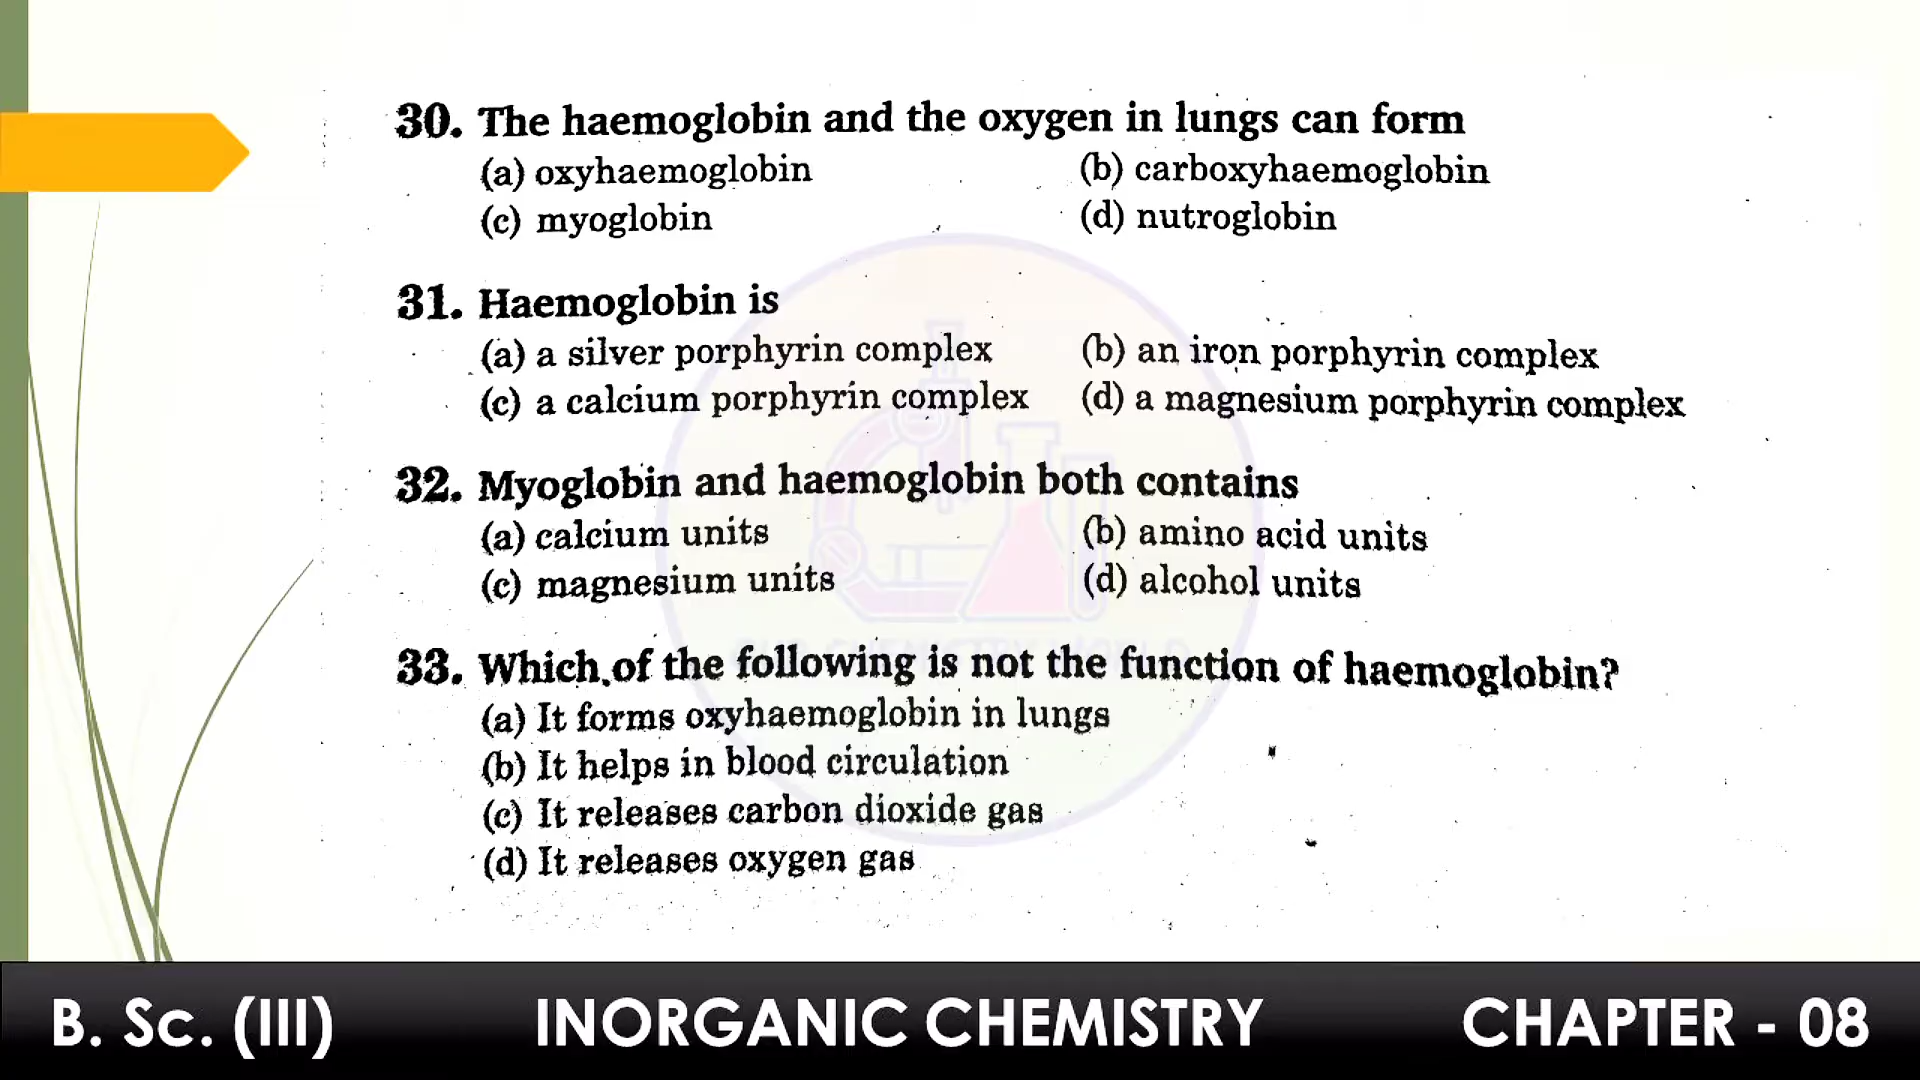 30. The haemoglobin and the oxygen in lungs can form
(a) oxyhaemoglobin (b) carboxyhaemoglobin
(c) myoglobin (d) nutroglobin
31. Haemoglobin is
(a) a silver porphyrin complex (b) an iron porphyrin complex
(c) a calcium porphyrin complex (d) a magnesium porphyrin complex
32. Myoglobin and haemoglobin both contains
(a) calcium units (b) amino acid units
(c) magnesium units (d) alcohol units
33. Which of the following is not the function of haemoglobin?
(a) It forms oxyhaemoglobin in lungs
(b) It helps in blood circulation
(c) It releases carbon dioxide gas
(d) It releases oxygen gas
B. Sc. (III) INORGANIC CHEMISTRY CHAPTER - 08